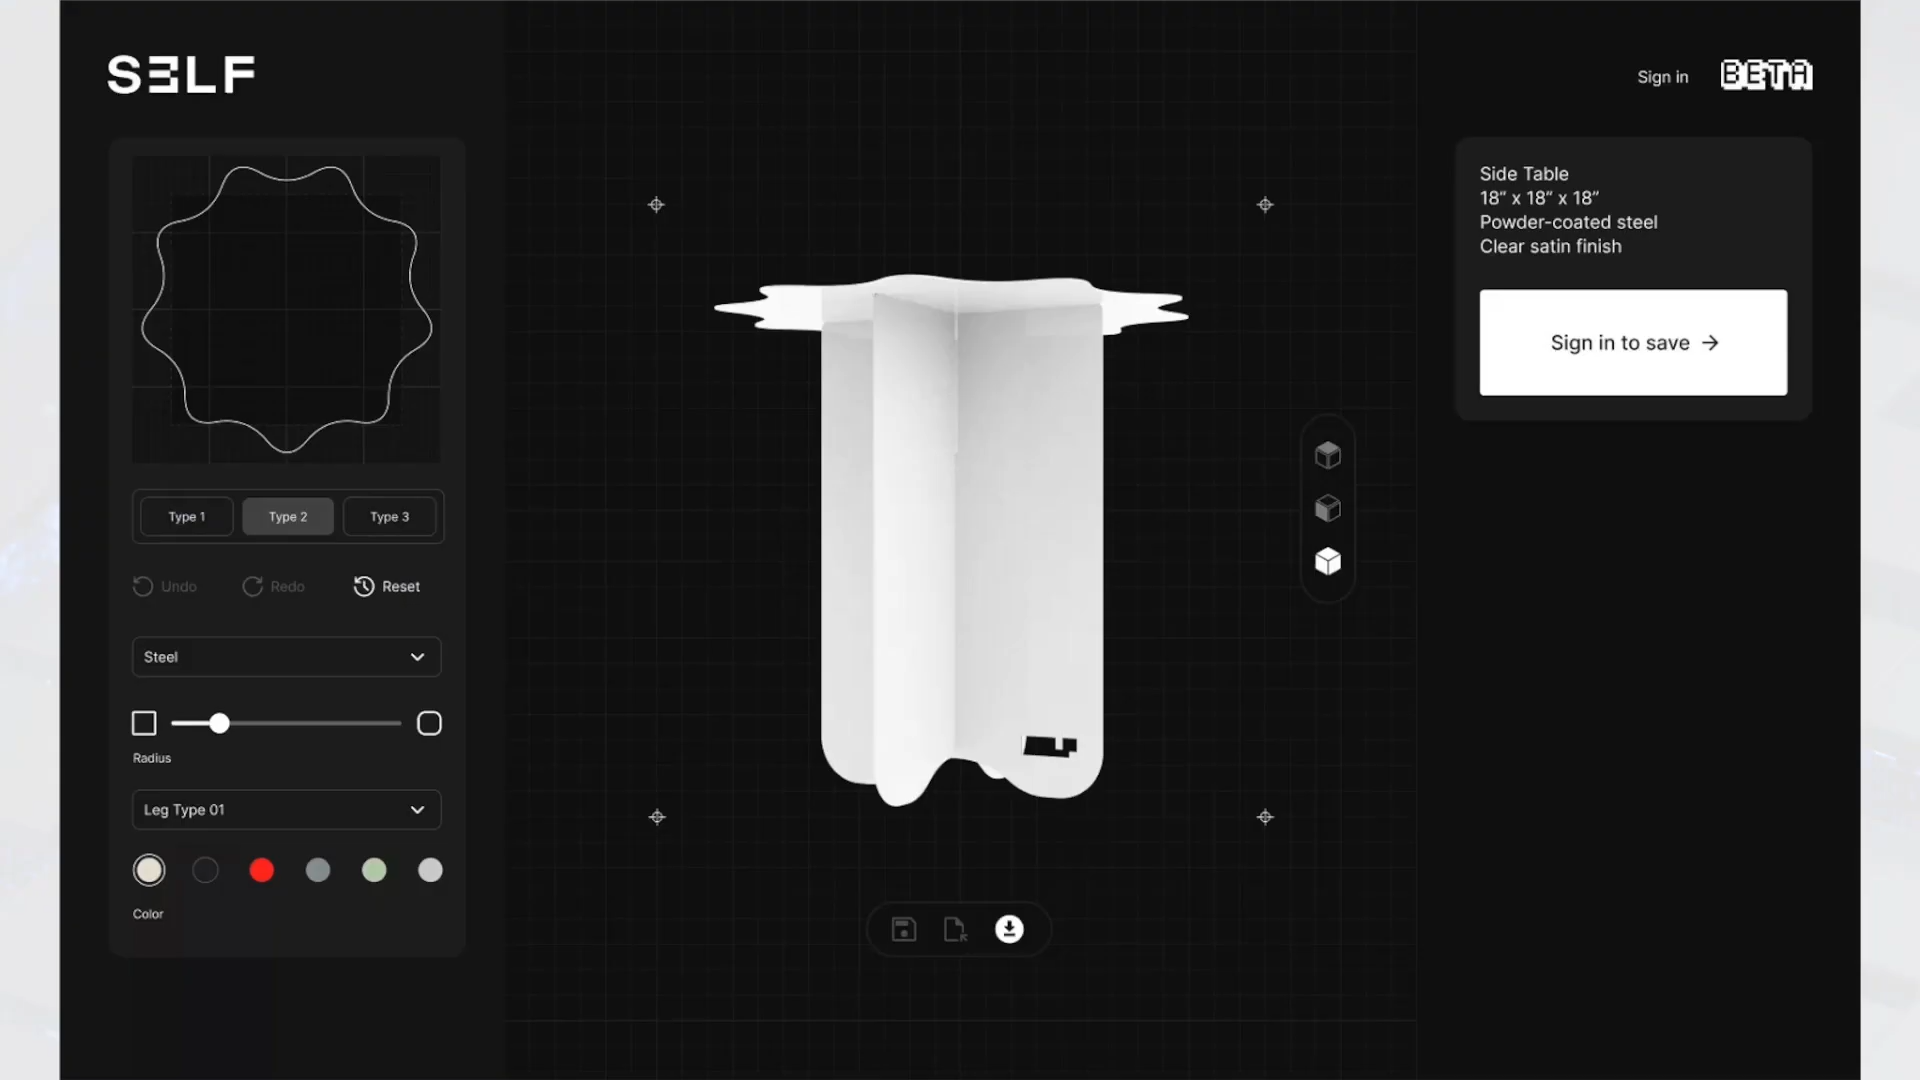 SELF
Sign in
BETA
Side Table
18” x 18” x 18”
Powder-coated steel
Clear satin finish
Sign in to save →
Type 1
Type 2
Type 3
Undo
Redo
Reset
Steel
Radius
Leg Type 01
Color